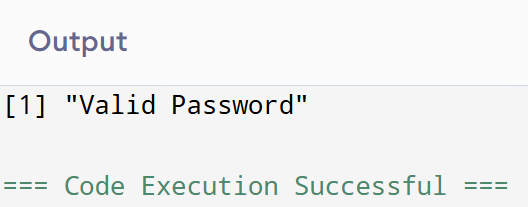 Output
[1] "Valid Password"
=== Code Execution Successful ===